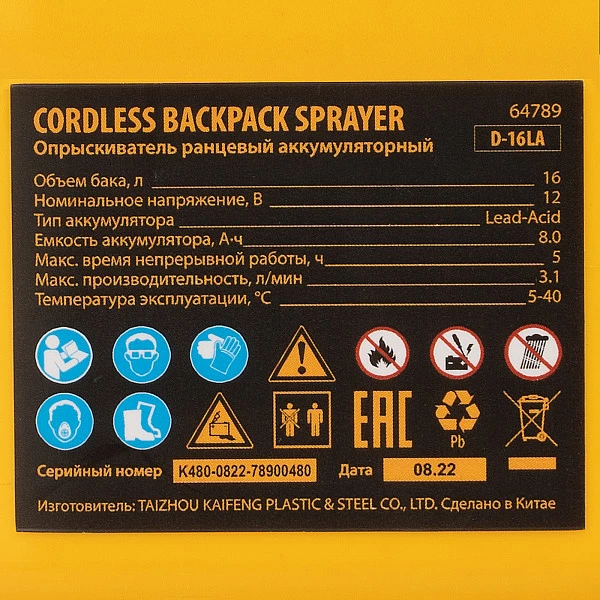 CORDLESS BACKPACK SPRAYER 64789
Опрыскиватель ранцевый аккумуляторный D-16LA
Объем бака, л 16
Номинальное напряжение, В 12
Тип аккумулятора Lead-Acid
Емкость аккумулятора, А·ч 8.0
Макс. время непрерывной работы, ч 5
Макс. производительность, л/мин 3.1
Температура эксплуатации, °С 5-40
EAC Pb
Серийный номер K480-0822-78900480 Дата 08.22
Изготовитель: TAIZHOU KAIFENG PLASTIC & STEEL CO., LTD. Сделано в Китае